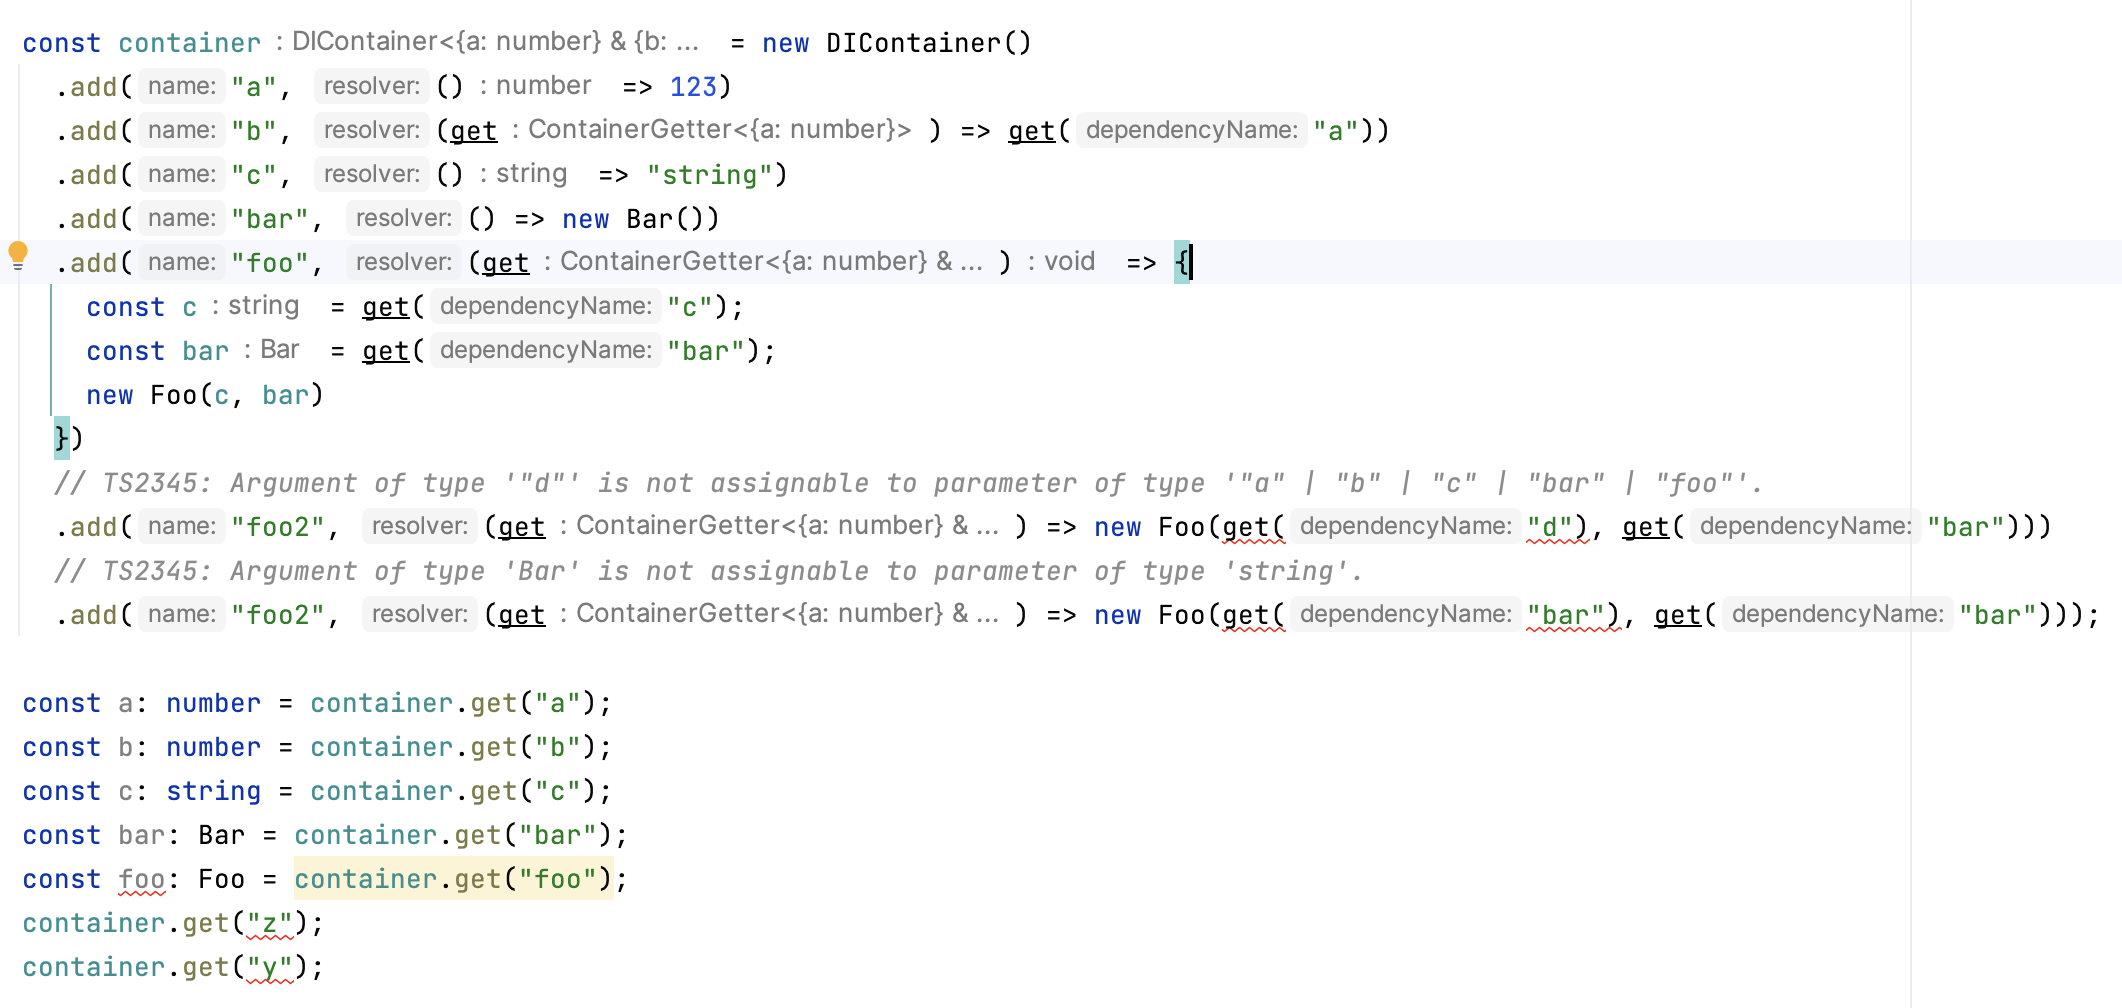 const container : DIContainer<{a: number} & {b: ... = new DIContainer()
.add( name: "a", resolver: () : number => 123)
.add( name: "b", resolver: (get : ContainerGetter<{a: number}> ) => get( dependencyName: "a"))
.add( name: "c", resolver: () : string => "string")
.add( name: "bar", resolver: () => new Bar())
.add( name: "foo", resolver: (get : ContainerGetter<{a: number} & ... ) : void => {
const c : string = get( dependencyName: "c");
const bar : Bar = get( dependencyName: "bar");
new Foo(c, bar)
})
// TS2345: Argument of type '"d"' is not assignable to parameter of type '"a" | "b" | "c" | "bar" | "foo"'.
.add( name: "foo2", resolver: (get : ContainerGetter<{a: number} & ... ) => new Foo(get( dependencyName: "d"), get( dependencyName: "bar")))
// TS2345: Argument of type 'Bar' is not assignable to parameter of type 'string'.
.add( name: "foo2", resolver: (get : ContainerGetter<{a: number} & ... ) => new Foo(get( dependencyName: "bar"), get( dependencyName: "bar")));
const a: number = container.get("a");
const b: number = container.get("b");
const c: string = container.get("c");
const bar: Bar = container.get("bar");
const foo: Foo = container.get("foo");
container.get("z");
container.get("y");